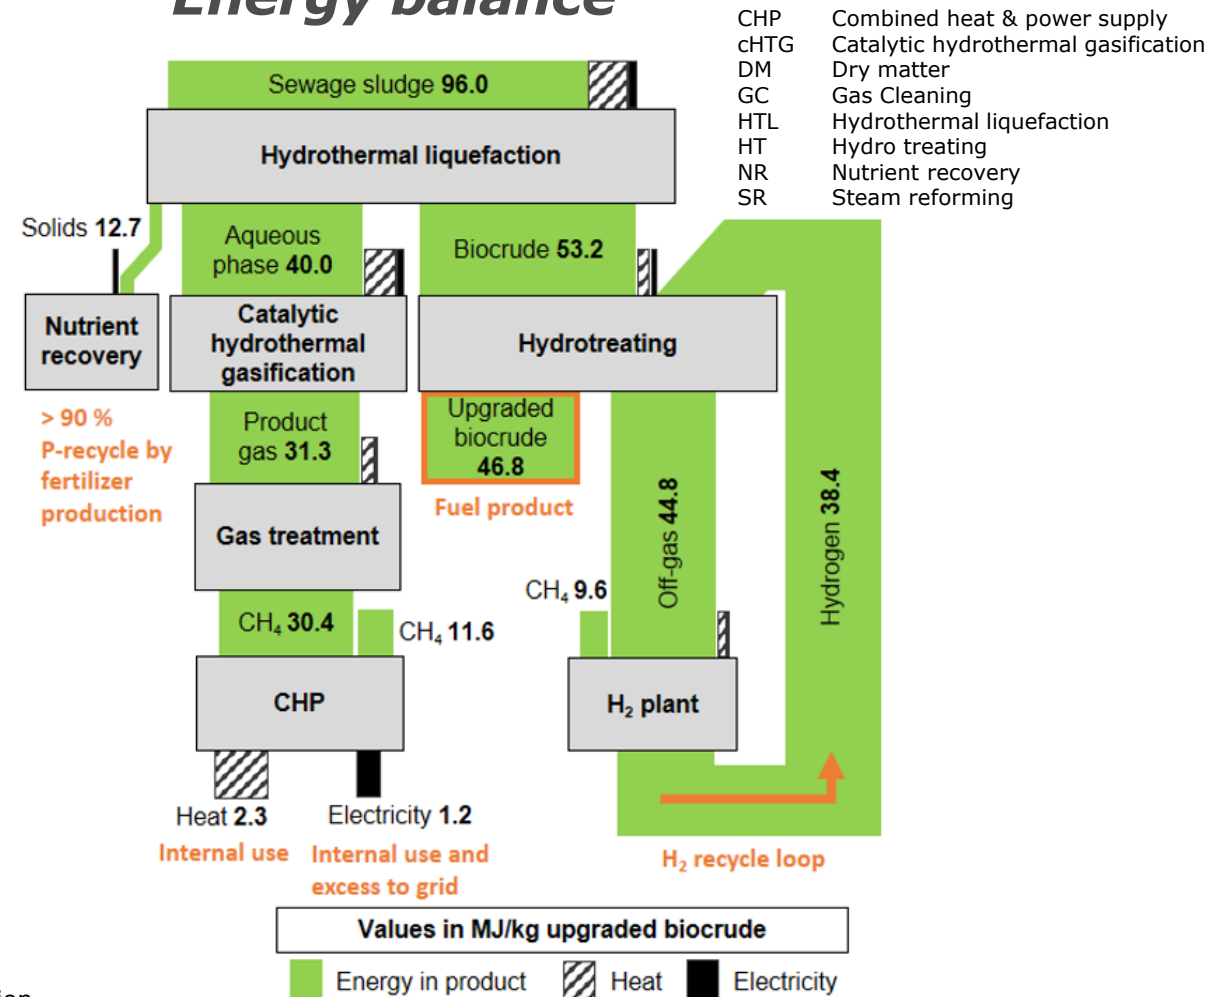 Energy balance
CHP Combined heat & power supply
cHTG Catalytic hydrothermal gasification
DM Dry matter
GC Gas Cleaning
HTL Hydrothermal liquefaction
HT Hydro treating
NR Nutrient recovery
SR Steam reforming
Sewage sludge 96.0
Hydrothermal liquefaction
Solids 12.7
Aqueous
phase 40.0
Biocrude 53.2
Nutrient
recovery
Catalytic
hydrothermal
gasification
Hydrotreating
> 90 %
P-recycle by
fertilizer
production
Product
gas 31.3
Upgraded
biocrude
46.8
Fuel product
Gas treatment
Off-gas 44.8
Hydrogen 38.4
CH₄ 30.4
CH₄ 11.6
CH₄ 9.6
CHP
H₂ plant
Heat 2.3
Internal use
Electricity 1.2
Internal use and
excess to grid
H₂ recycle loop
Values in MJ/kg upgraded biocrude
Energy in product
Heat
Electricity